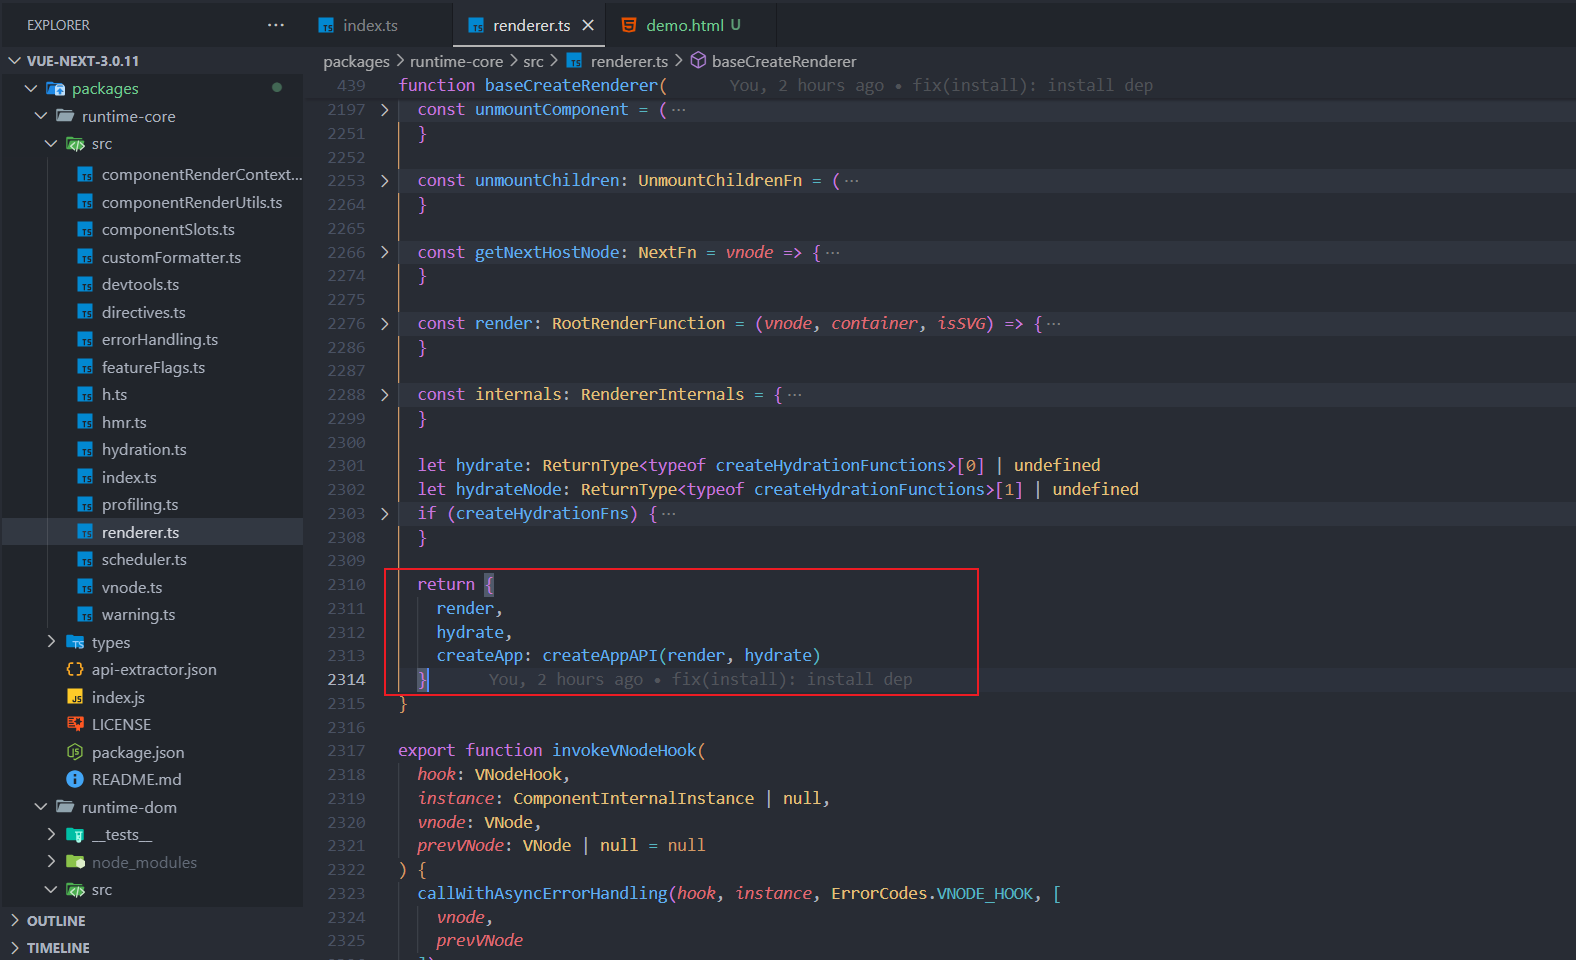 EXPLORER ···
VUE-NEXT-3.0.11
packages
runtime-core
src
componentRenderContext...
componentRenderUtils.ts
componentSlots.ts
customFormatter.ts
devtools.ts
directives.ts
errorHandling.ts
featureFlags.ts
h.ts
hmr.ts
hydration.ts
index.ts
profiling.ts
renderer.ts
scheduler.ts
vnode.ts
warning.ts
types
api-extractor.json
index.js
LICENSE
package.json
README.md
runtime-dom
__tests__
node_modules
src
OUTLINE
TIMELINE
index.ts renderer.ts demo.html U
packages > runtime-core > src > renderer.ts > baseCreateRenderer
439 function baseCreateRenderer( You, 2 hours ago • fix(install): install dep
2197 const unmountComponent = ( ···
2251 }
2252
2253 const unmountChildren: UnmountChildrenFn = ( ···
2264 }
2265
2266 const getNextHostNode: NextFn = vnode => { ···
2274 }
2275
2276 const render: RootRenderFunction = (vnode, container, isSVG) => { ···
2286 }
2287
2288 const internals: RendererInternals = { ···
2299 }
2300
2301 let hydrate: ReturnType<typeof createHydrationFunctions>[0] | undefined
2302 let hydrateNode: ReturnType<typeof createHydrationFunctions>[1] | undefined
2303 if (createHydrationFns) { ···
2308 }
2309
2310 return {
2311 render,
2312 hydrate,
2313 createApp: createAppAPI(render, hydrate)
2314 } You, 2 hours ago • fix(install): install dep
2315 }
2316
2317 export function invokeVNodeHook(
2318 hook: VNodeHook,
2319 instance: ComponentInternalInstance | null,
2320 vnode: VNode,
2321 prevVNode: VNode | null = null
2322 ) {
2323 callWithAsyncErrorHandling(hook, instance, ErrorCodes.VNODE_HOOK, [
2324 vnode,
2325 prevVNode